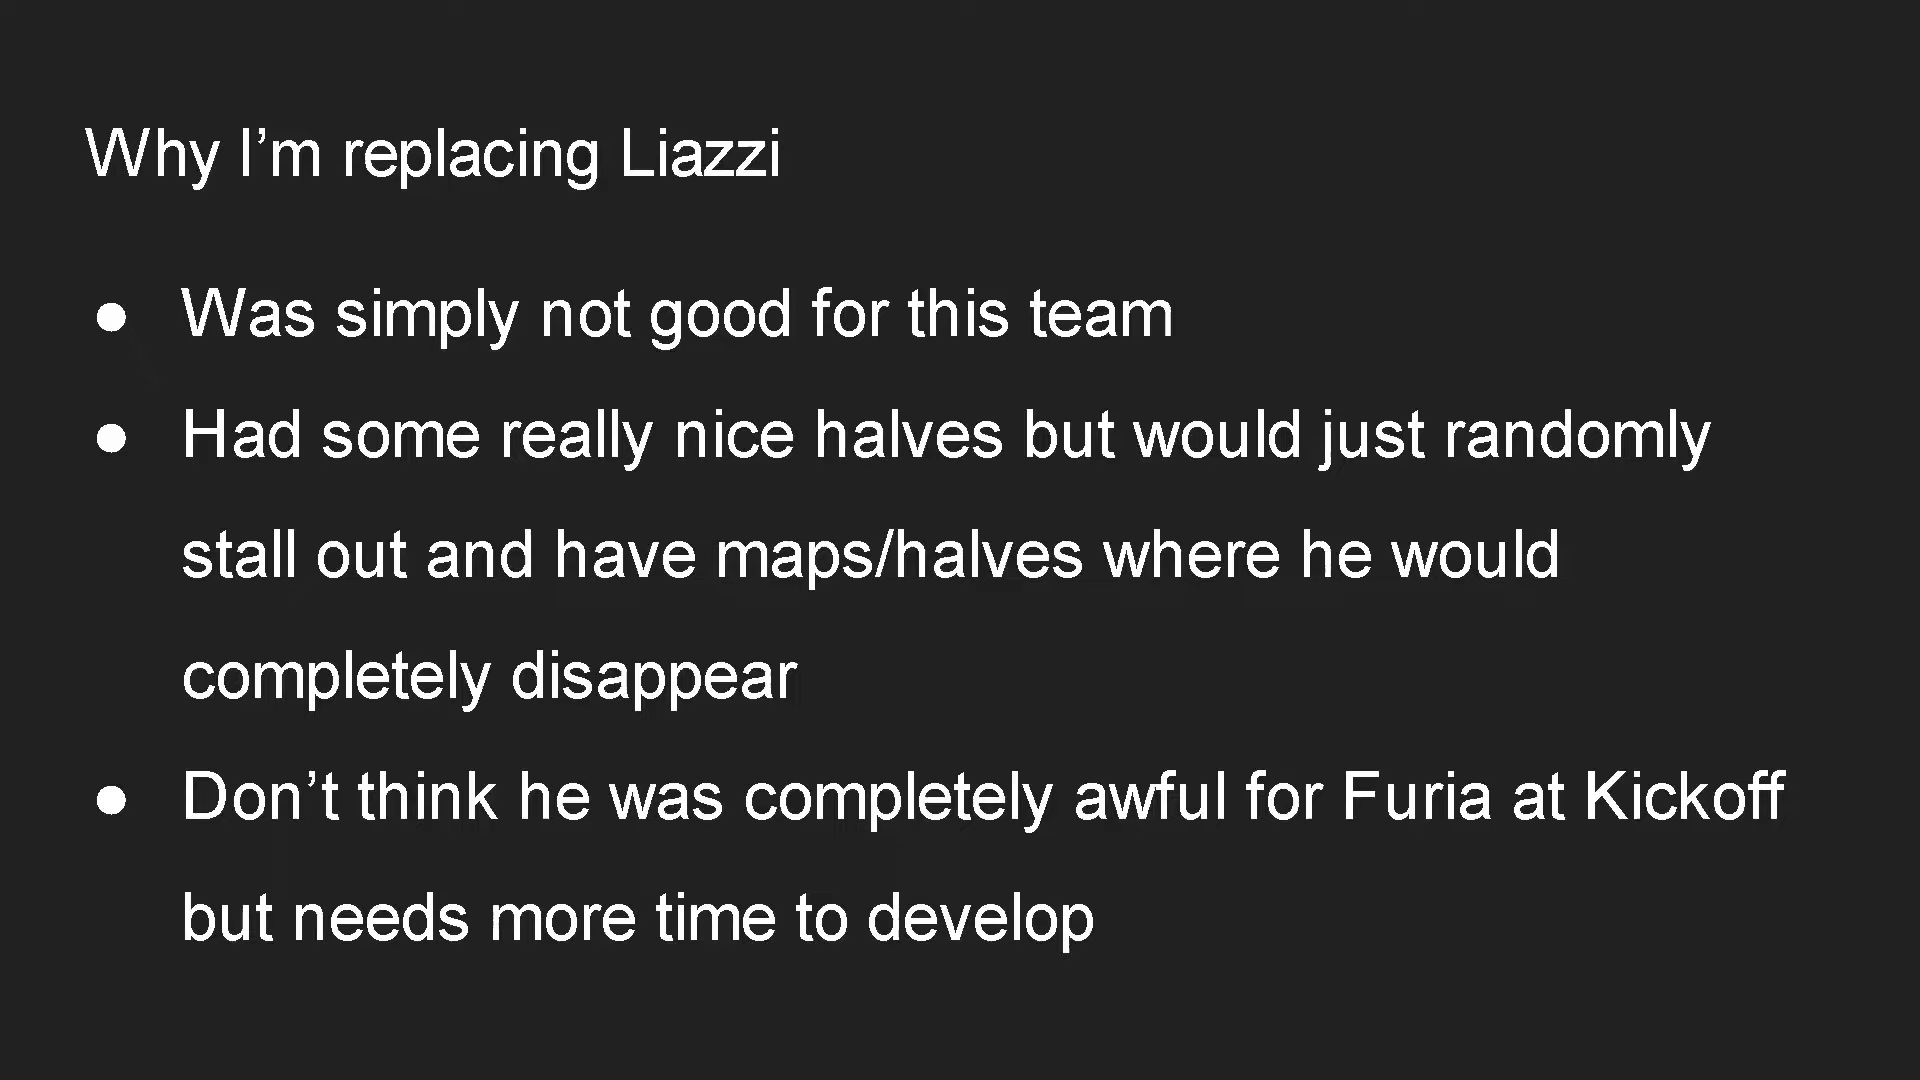 Why I’m replacing Liazzi
● Was simply not good for this team
● Had some really nice halves but would just randomly
stall out and have maps/halves where he would
completely disappear
● Don’t think he was completely awful for Furia at Kickoff
but needs more time to develop